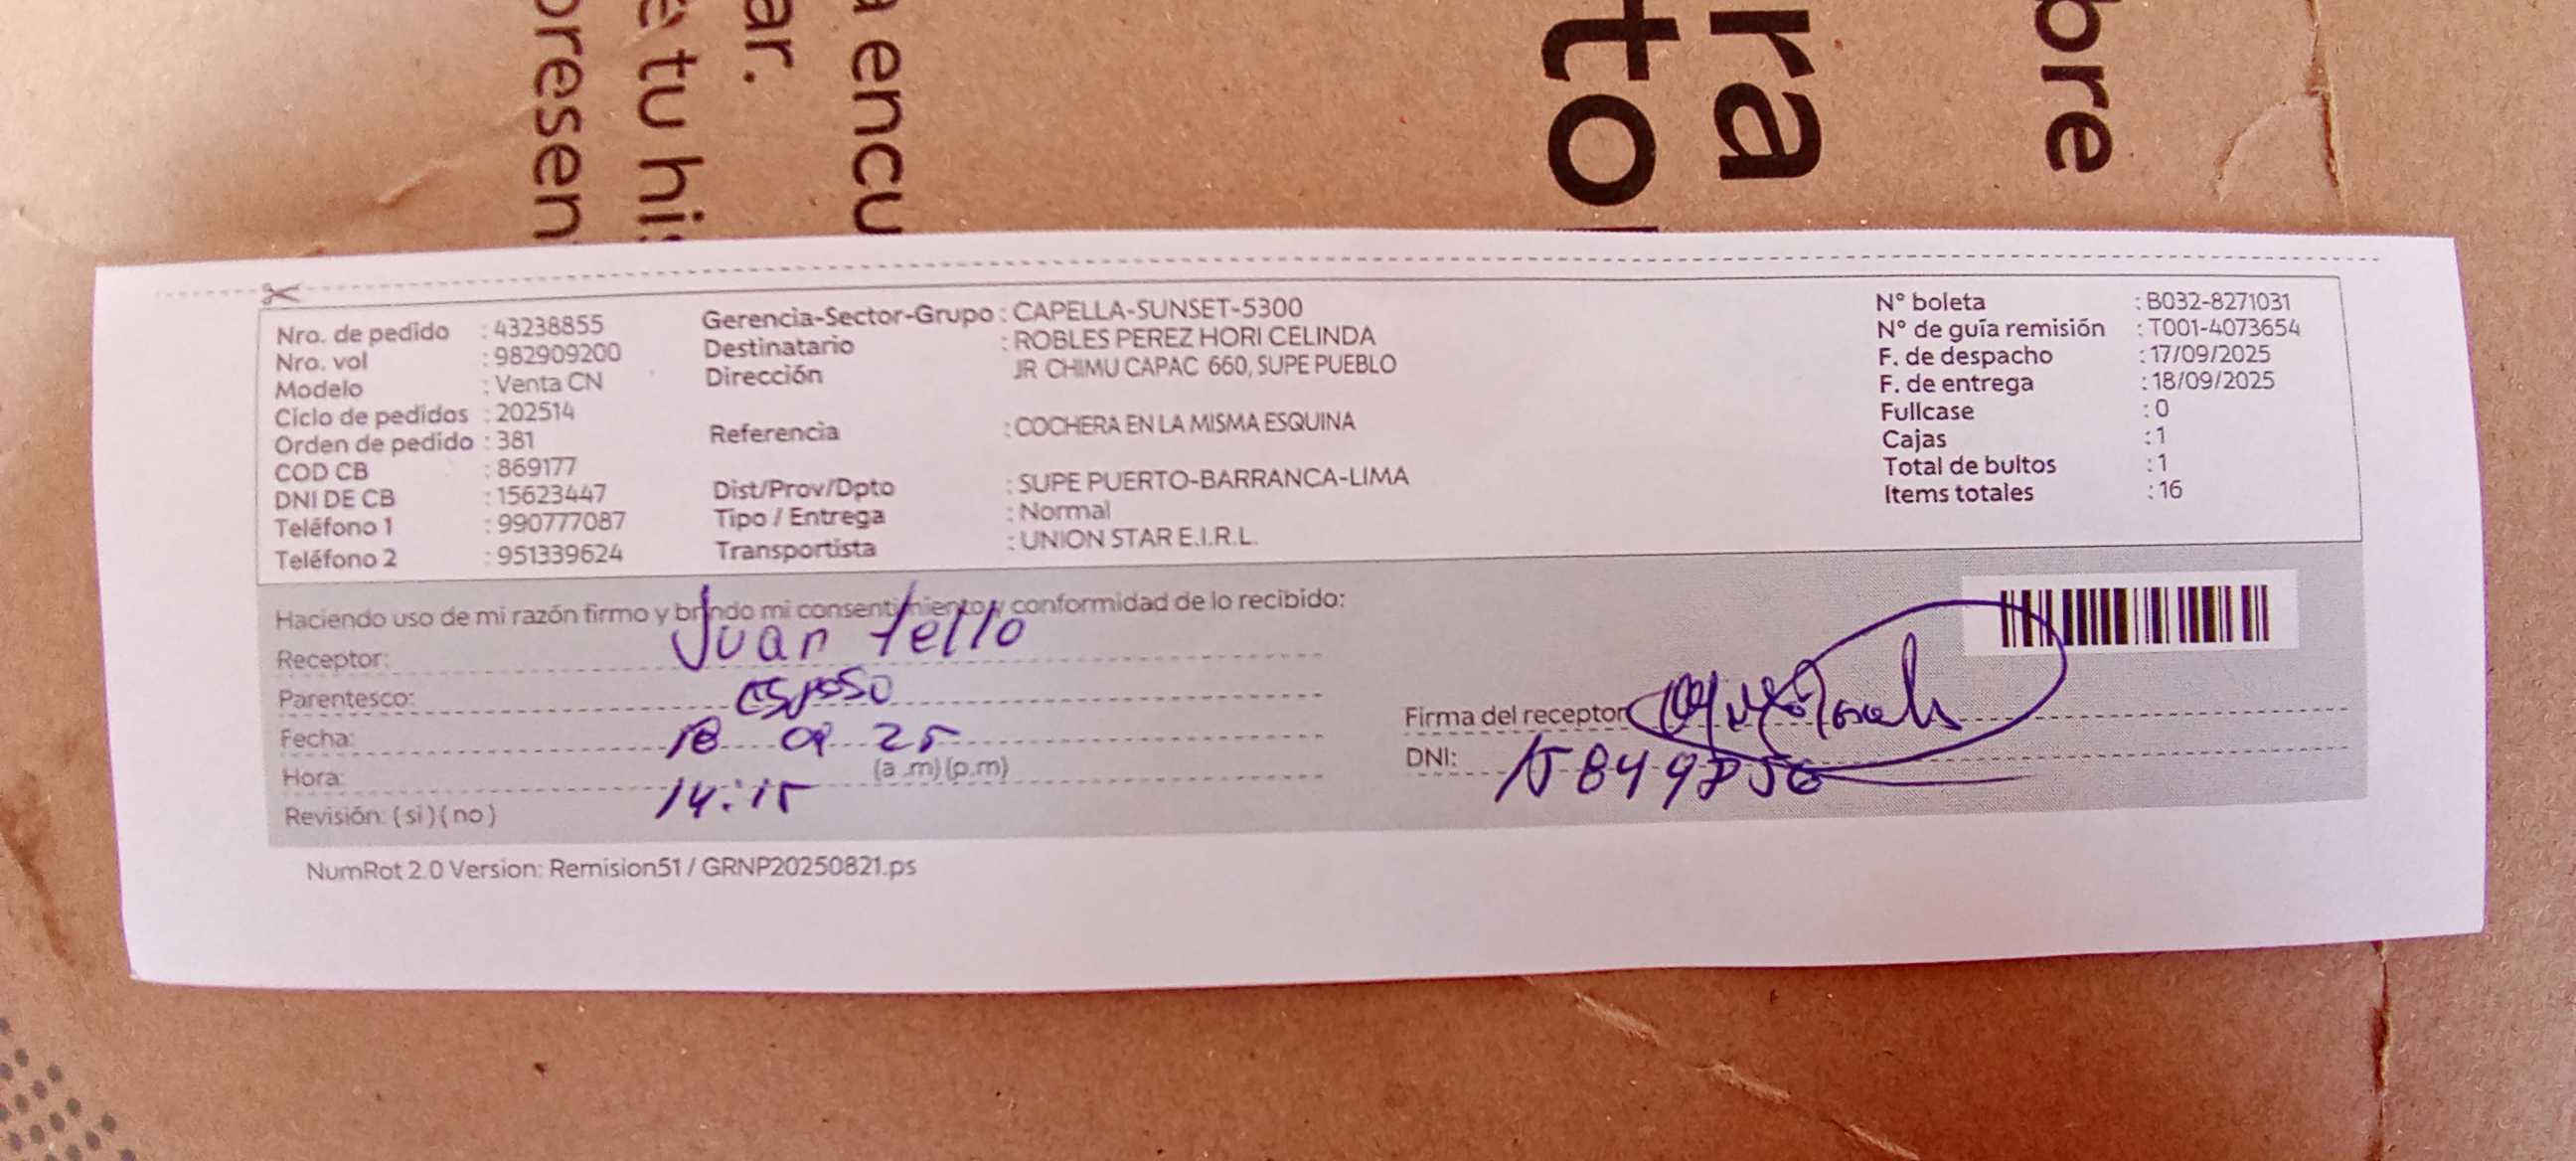 oresen
e tu his
ar.
a encu
to
ra
bre
Nro. de pedido : 43238855
Nro. vol : 982909200
Modelo : Venta CN
Ciclo de pedidos : 202514
Orden de pedido : 381
COD CB : 869177
DNI DE CB : 15623447
Teléfono 1 : 990777087
Teléfono 2 : 951339624
Gerencia-Sector-Grupo : CAPELLA-SUNSET-5300
Destinatario : ROBLES PEREZ HORI CELINDA
Dirección JR CHIMU CAPAC 660, SUPE PUEBLO
Referencia : COCHERA EN LA MISMA ESQUINA
Dist/Prov/Dpto : SUPE PUERTO-BARRANCA-LIMA
Tipo / Entrega : Normal
Transportista : UNION STAR E.I.R.L.
N° boleta : B032-8271031
N° de guía remisión : T001-4073654
F. de despacho : 17/09/2025
F. de entrega : 18/09/2025
Fullcase : 0
Cajas : 1
Total de bultos : 1
Items totales : 16
Haciendo uso de mi razón firmo y brindo mi consentimiento y conformidad de lo recibido:
Receptor: Juan Tello
Parentesco: esposo
Fecha: 18 09 25
Hora: 14:15 (a .m) (p.m)
Revisión: ( si ) ( no )
Firma del receptor
DNI: 15849856
NumRot 2.0 Version: Remision51 / GRNP20250821.ps